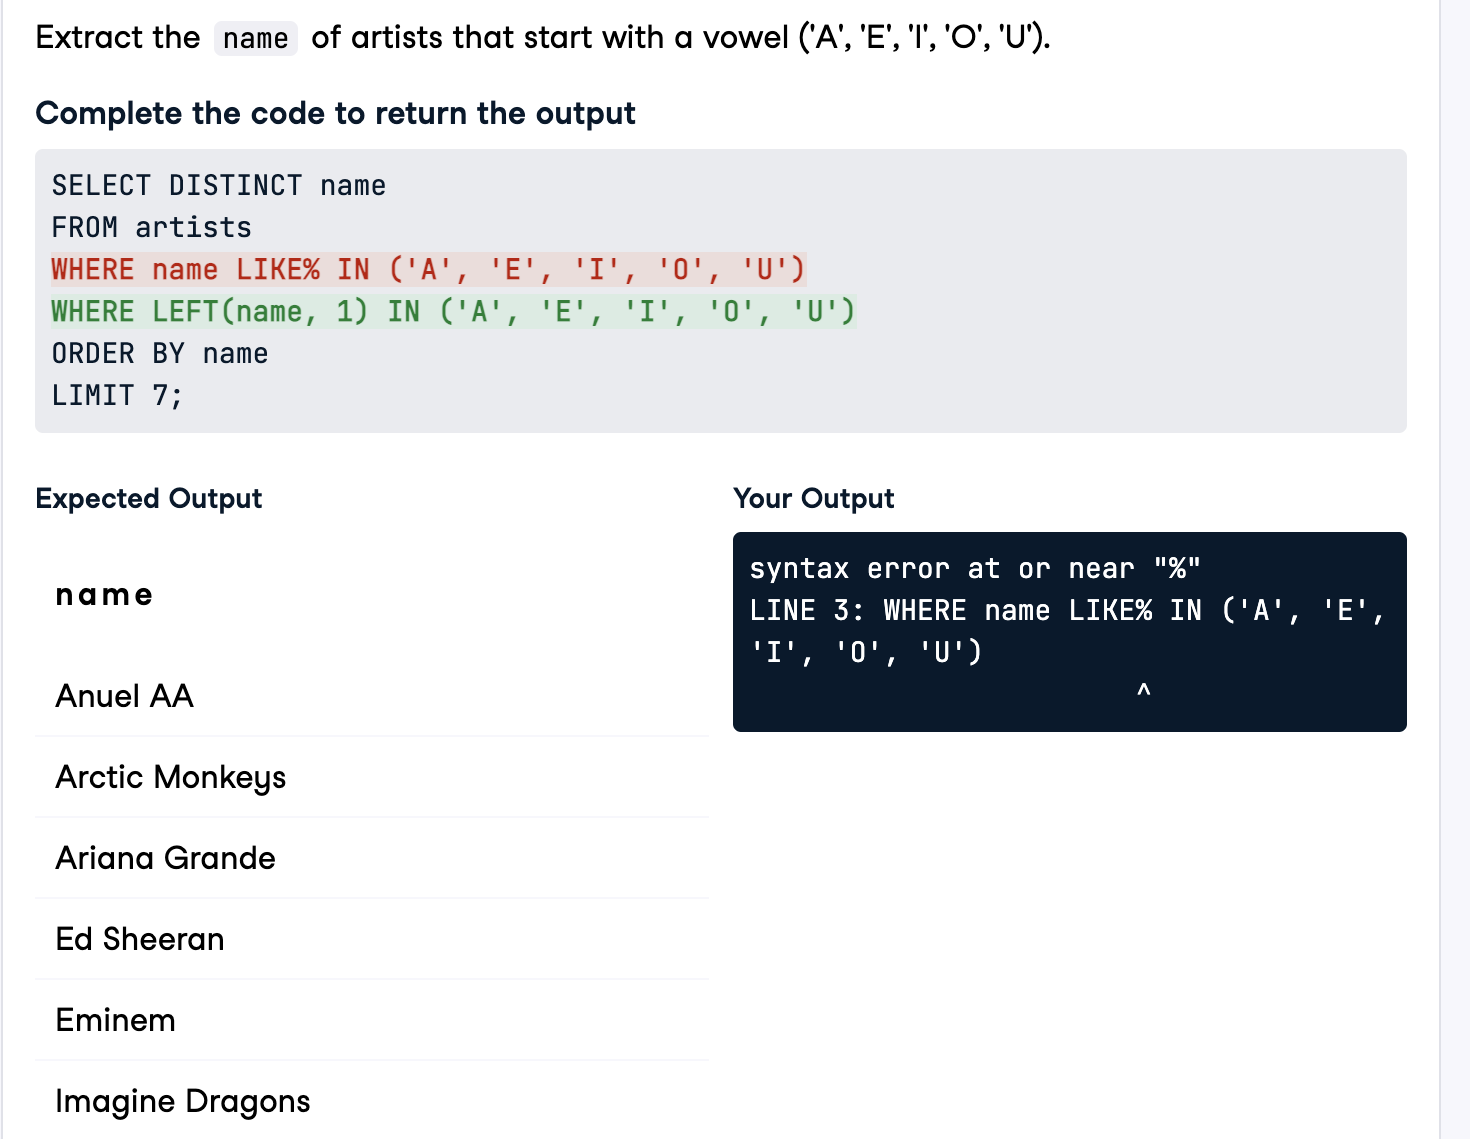 Extract the name of artists that start with a vowel ('A', 'E', 'I', 'O', 'U').
Complete the code to return the output
SELECT DISTINCT name
FROM artists
WHERE name LIKE% IN ('A', 'E', 'I', 'O', 'U')
WHERE LEFT(name, 1) IN ('A', 'E', 'I', 'O', 'U')
ORDER BY name
LIMIT 7;
Expected Output
name
Anuel AA
Arctic Monkeys
Ariana Grande
Ed Sheeran
Eminem
Imagine Dragons
Your Output
syntax error at or near "%"
LINE 3: WHERE name LIKE% IN ('A', 'E',
'I', 'O', 'U')
^